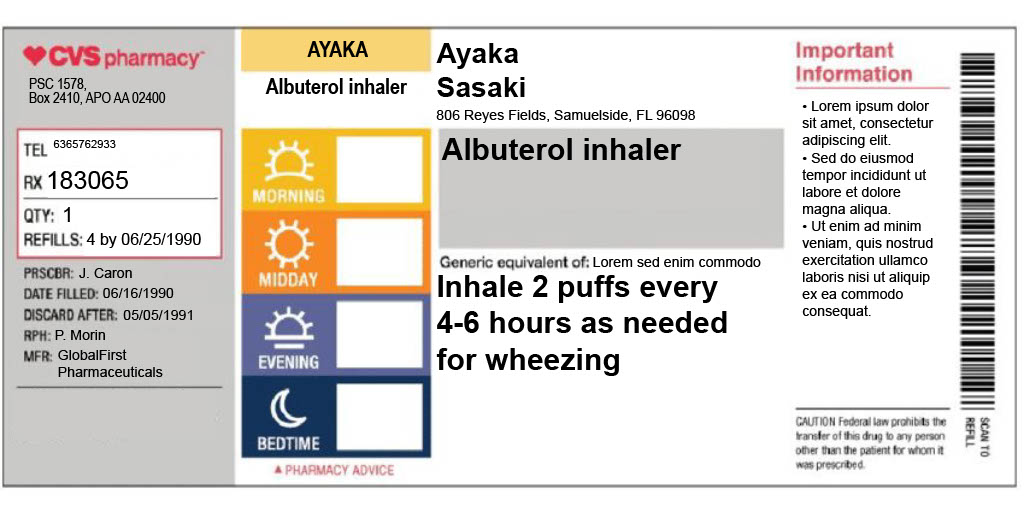 CVS pharmacy
PSC 1578,
Box 2410, APO AA 02400
TEL 6365762933
RX 183065
QTY: 1
REFILLS: 4 by 06/25/1990
PRSCBR: J. Caron
DATE FILLED: 06/16/1990
DISCARD AFTER: 05/05/1991
RPH: P. Morin
MFR: GlobalFirst
Pharmaceuticals
AYAKA
Albuterol inhaler
MORNING
MIDDAY
EVENING
BEDTIME
▲ PHARMACY ADVICE
Ayaka
Sasaki
806 Reyes Fields, Samuelside, FL 96098
Albuterol inhaler
Generic equivalent of: Lorem sed enim commodo
Inhale 2 puffs every
4-6 hours as needed
for wheezing
Important
Information
• Lorem ipsum dolor
sit amet, consectetur
adipiscing elit.
• Sed do eiusmod
tempor incididunt ut
labore et dolore
magna aliqua.
• Ut enim ad minim
veniam, quis nostrud
exercitation ullamco
laboris nisi ut aliquip
ex ea commodo
consequat.
CAUTION Federal law prohibits the
transfer of this drug to any person
other than the patient for whom it
was prescribed.
SCAN TO
REFILL